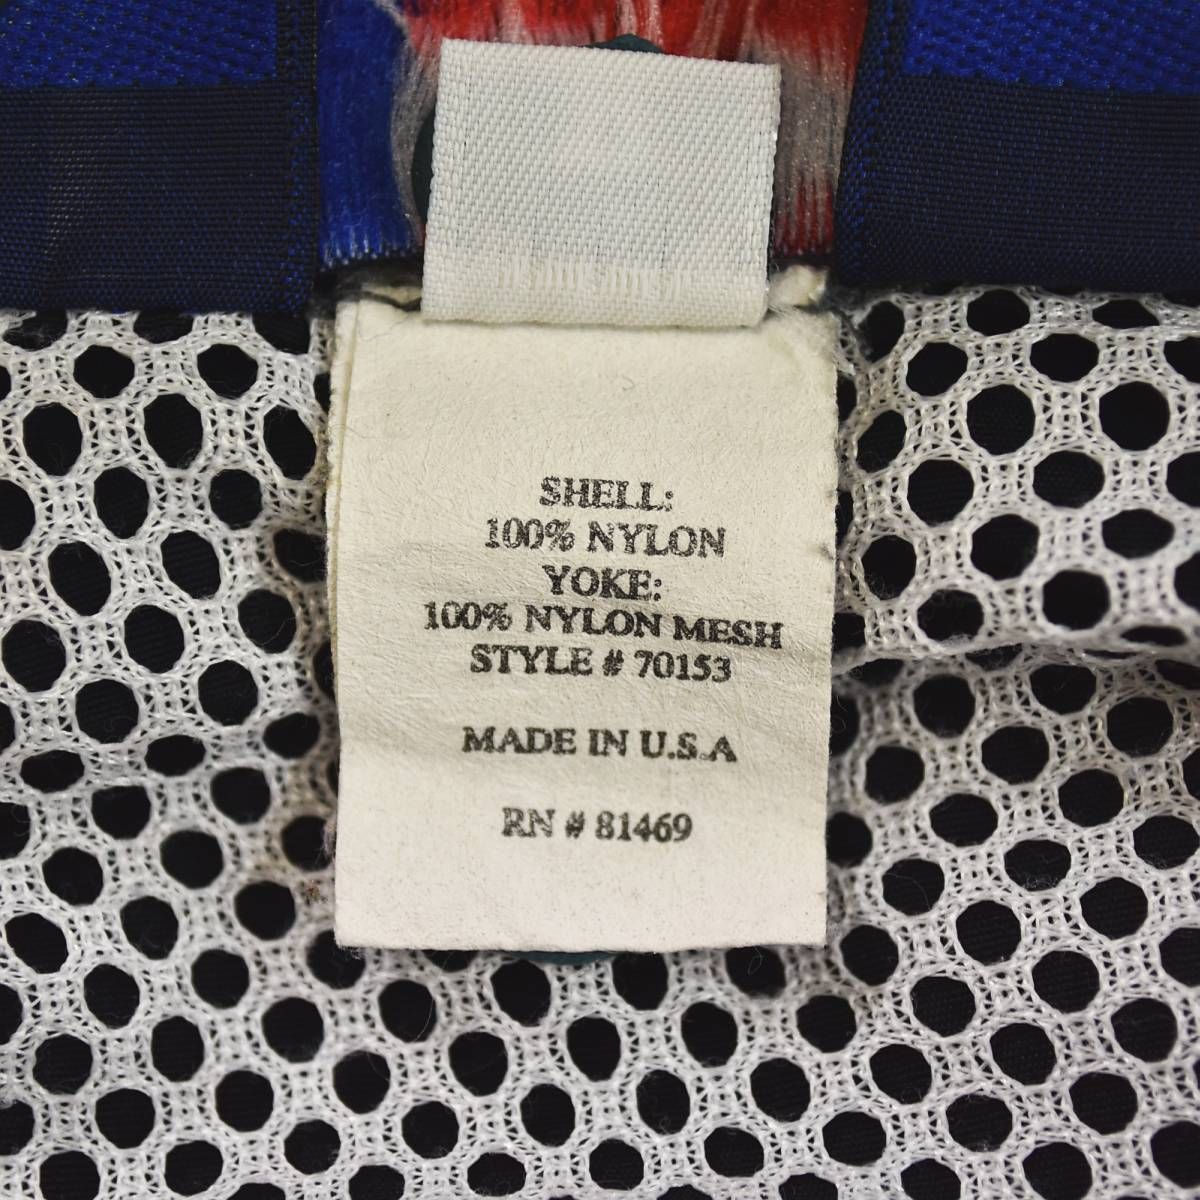 SHELL:
100% NYLON
YOKE:
100% NYLON MESH
STYLE # 70153
MADE IN U.S.A
RN # 81469